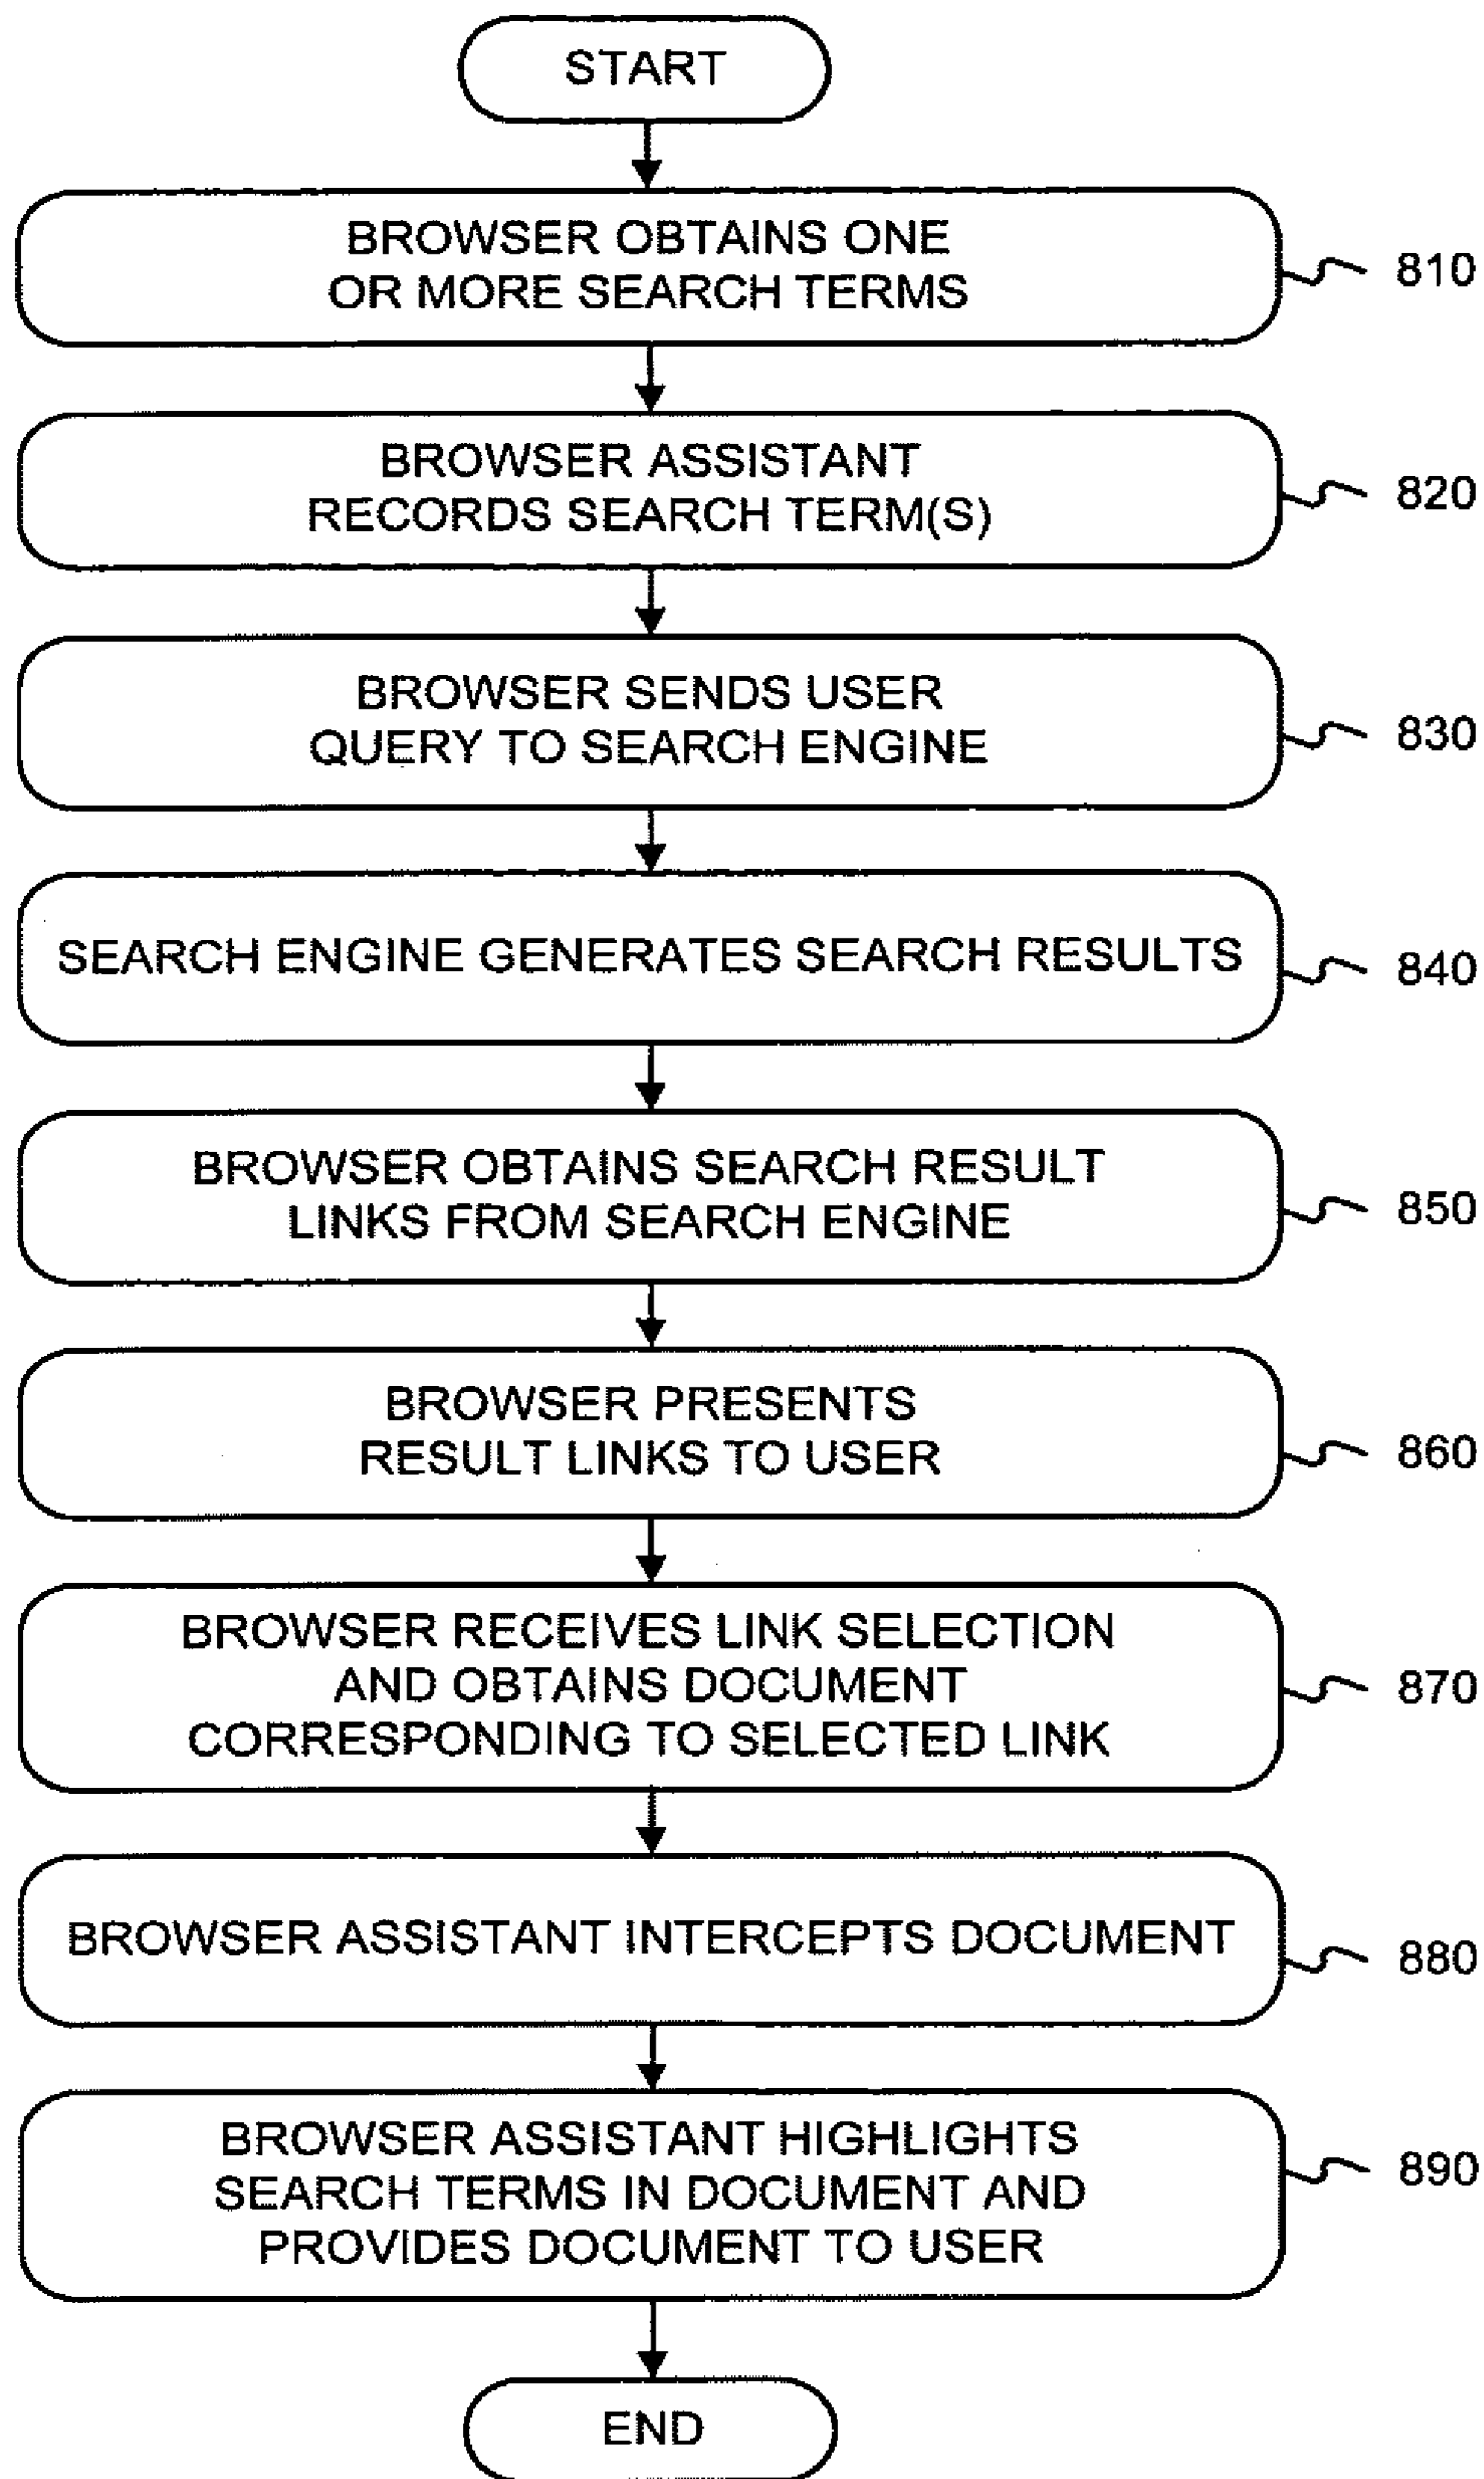 START
BROWSER OBTAINS ONE
OR MORE SEARCH TERMS
810
BROWSER ASSISTANT
RECORDS SEARCH TERM(S)
820
BROWSER SENDS USER
QUERY TO SEARCH ENGINE
830
SEARCH ENGINE GENERATES SEARCH RESULTS
840
BROWSER OBTAINS SEARCH RESULT
LINKS FROM SEARCH ENGINE
850
BROWSER PRESENTS
RESULT LINKS TO USER
860
BROWSER RECEIVES LINK SELECTION
AND OBTAINS DOCUMENT
CORRESPONDING TO SELECTED LINK
870
BROWSER ASSISTANT INTERCEPTS DOCUMENT
880
BROWSER ASSISTANT HIGHLIGHTS
SEARCH TERMS IN DOCUMENT AND
PROVIDES DOCUMENT TO USER
890
END